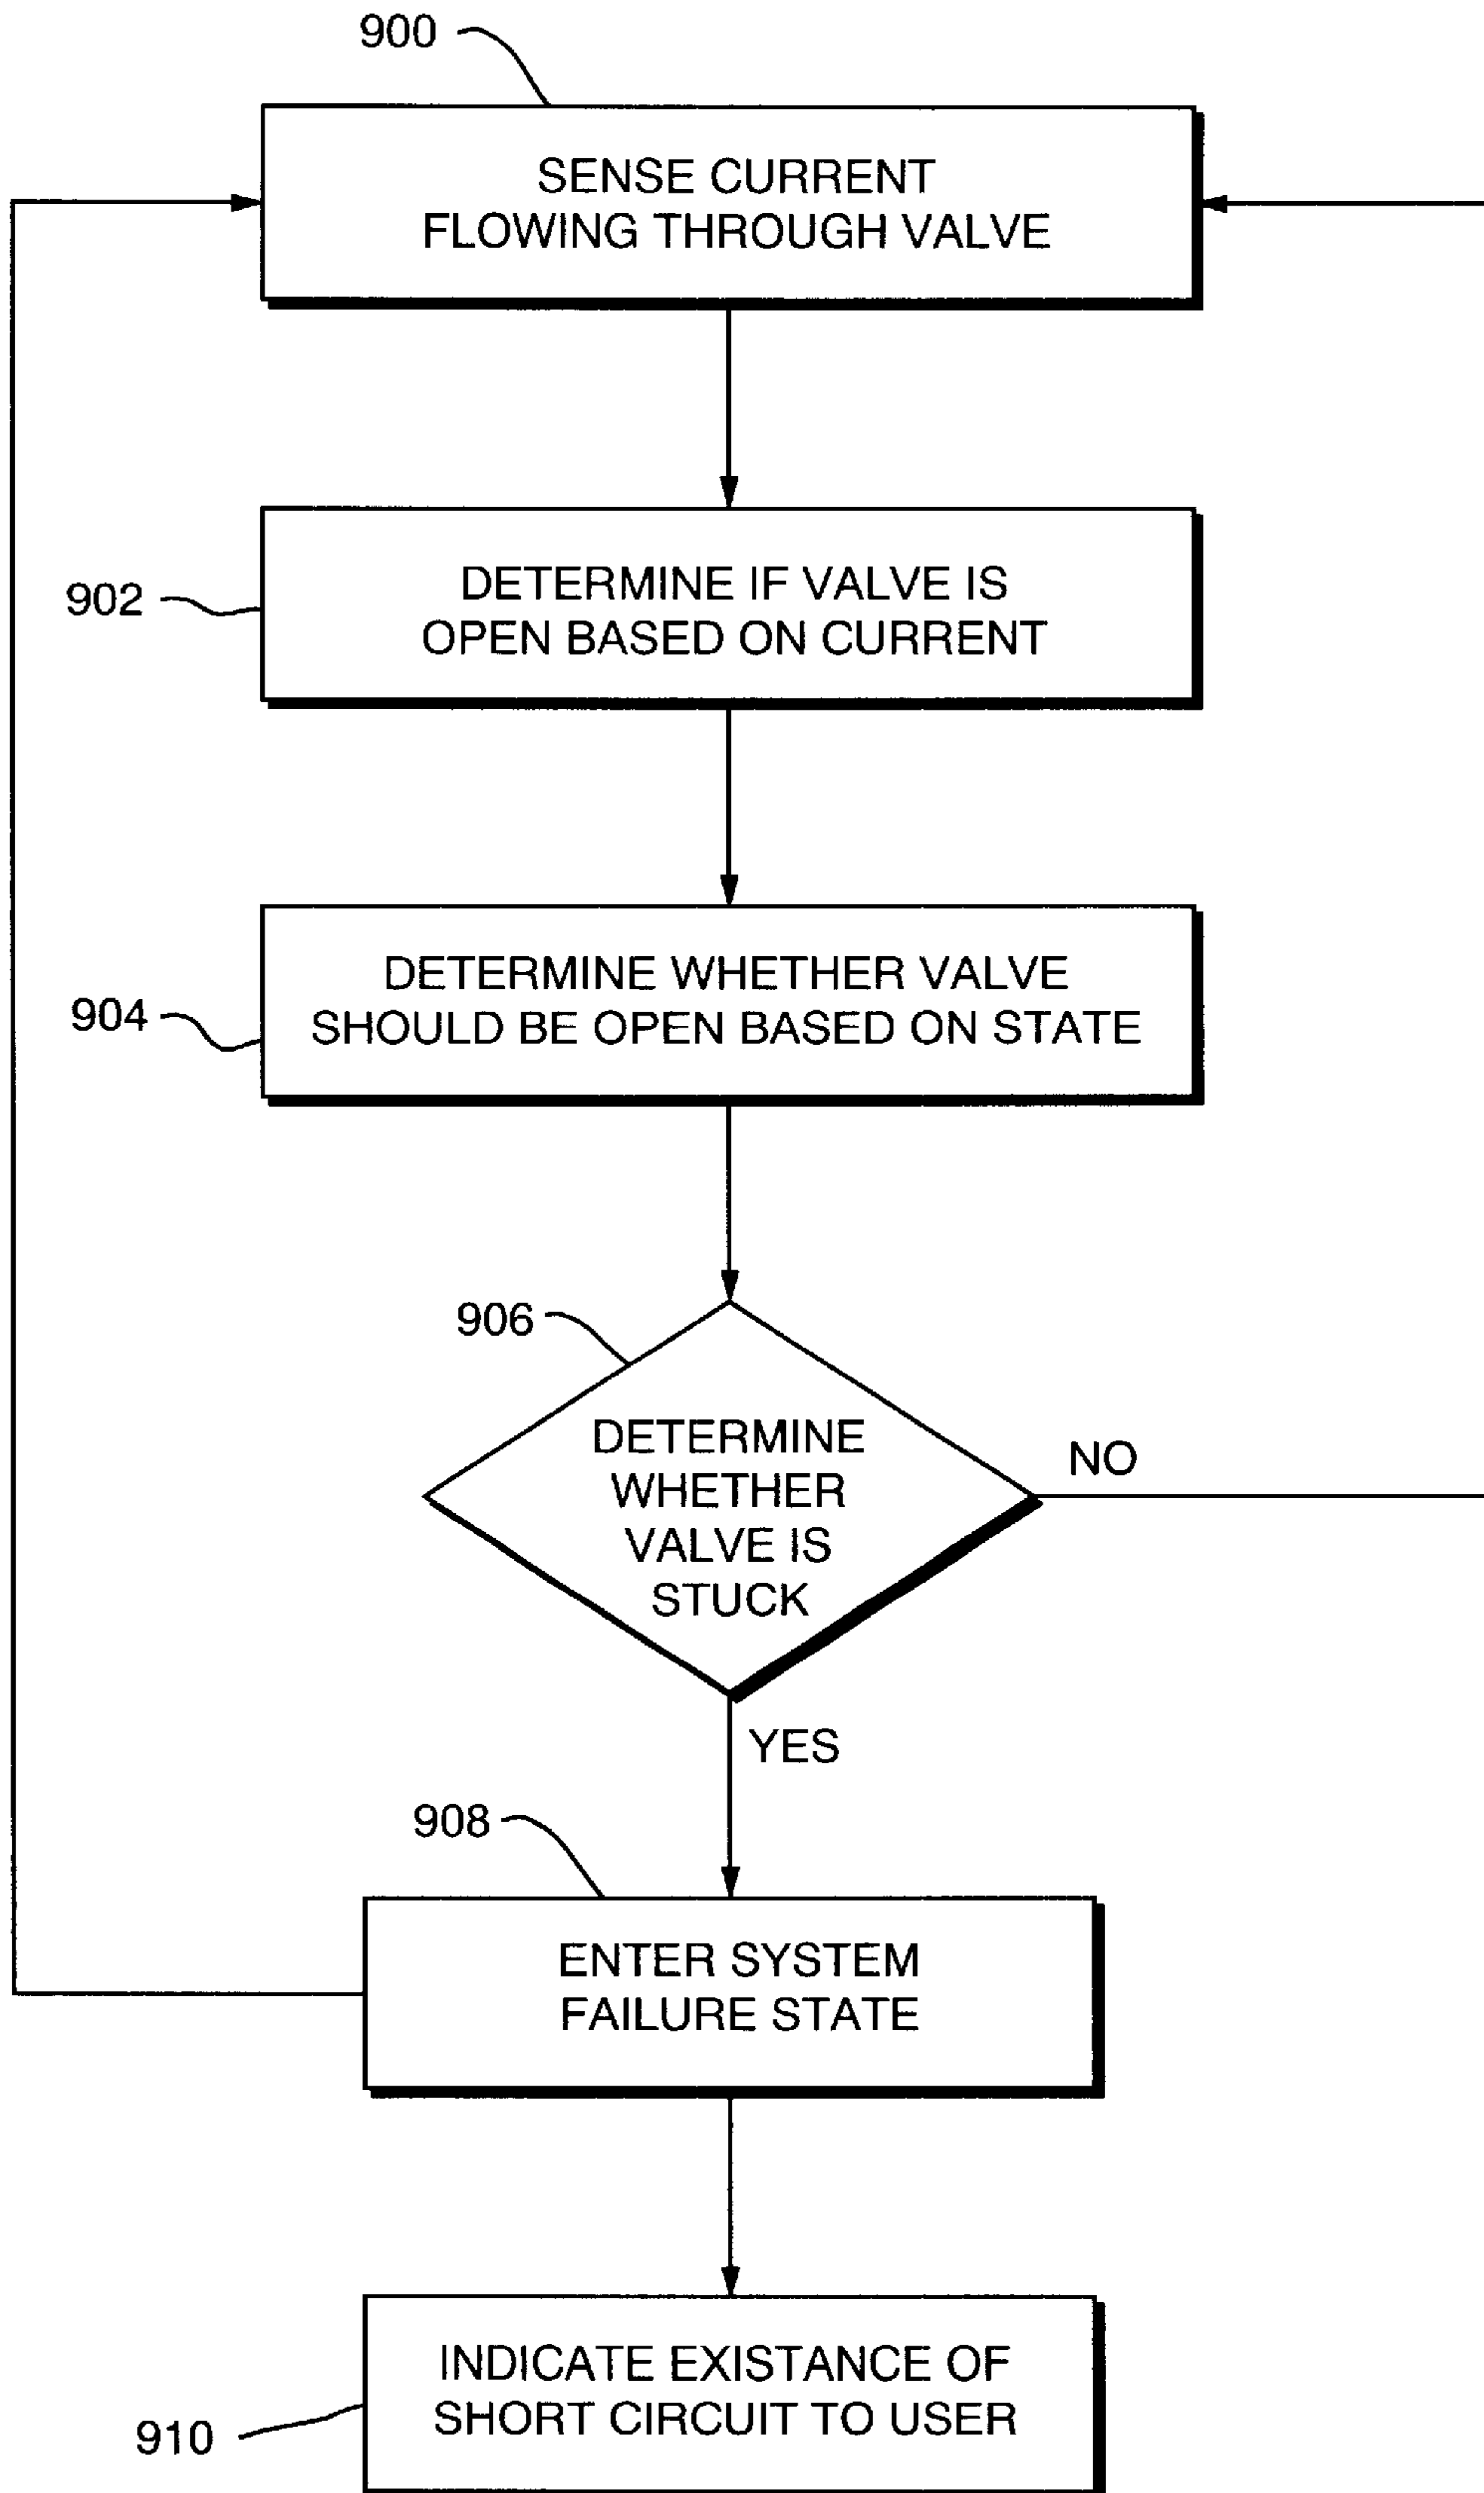 900
SENSE CURRENT
FLOWING THROUGH VALVE
902
DETERMINE IF VALVE IS
OPEN BASED ON CURRENT
904
DETERMINE WHETHER VALVE
SHOULD BE OPEN BASED ON STATE
906
DETERMINE
WHETHER
VALVE IS
STUCK
NO
YES
908
ENTER SYSTEM
FAILURE STATE
910
INDICATE EXISTANCE OF
SHORT CIRCUIT TO USER